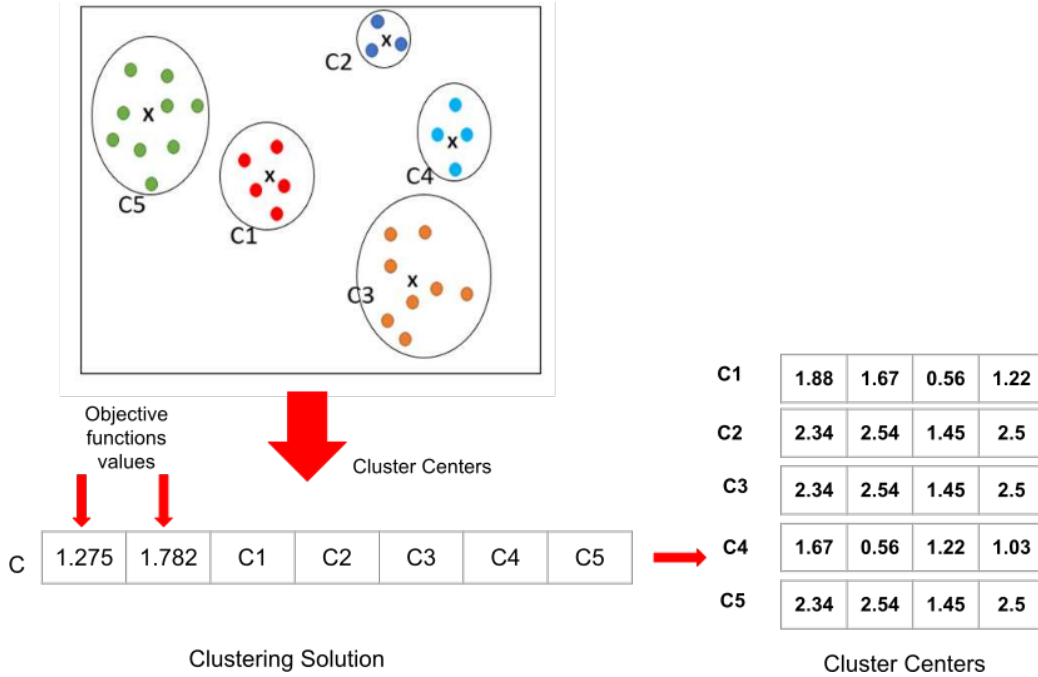 C2
x
C5
X
C1
x
C4
x
C3
x
Objective
functions
values
Cluster Centers
C 1.275 1.782 C1 C2 C3 C4 C5
Clustering Solution
C1 1.88 1.67 0.56 1.22
C2 2.34 2.54 1.45 2.5
C3 2.34 2.54 1.45 2.5
C4 1.67 0.56 1.22 1.03
C5 2.34 2.54 1.45 2.5
Cluster Centers